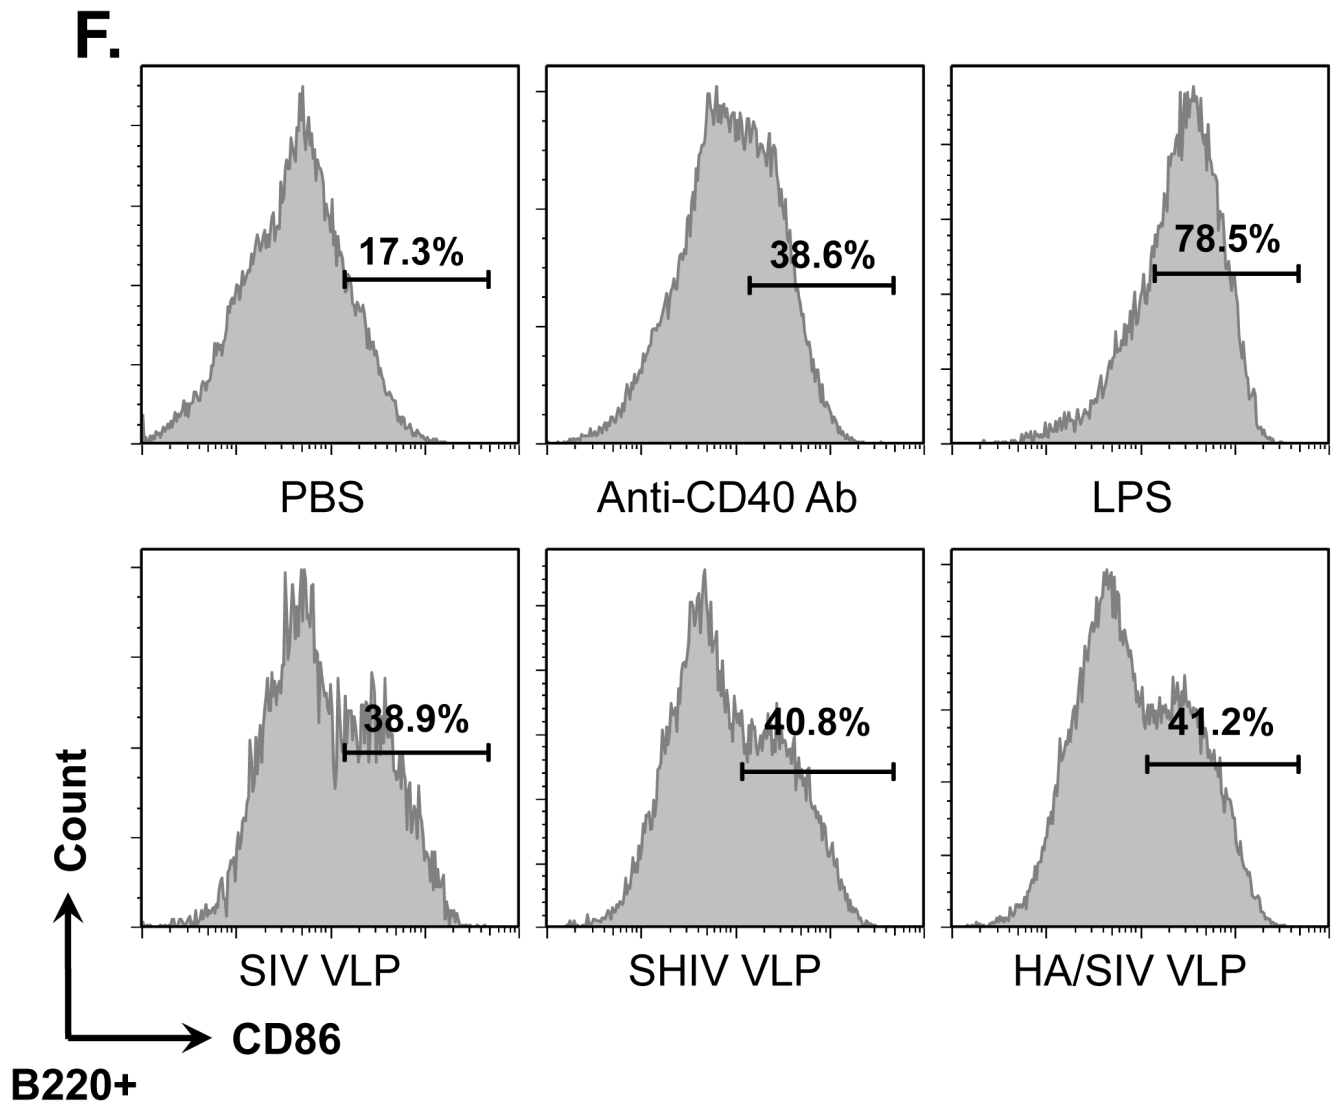 F.
17.3%
38.6%
78.5%
PBS
Anti-CD40 Ab
LPS
38.9%
40.8%
41.2%
SIV VLP
SHIV VLP
HA/SIV VLP
Count
CD86
B220+